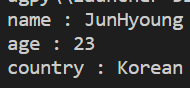 name : JunHyoung
age : 23
country : Korean